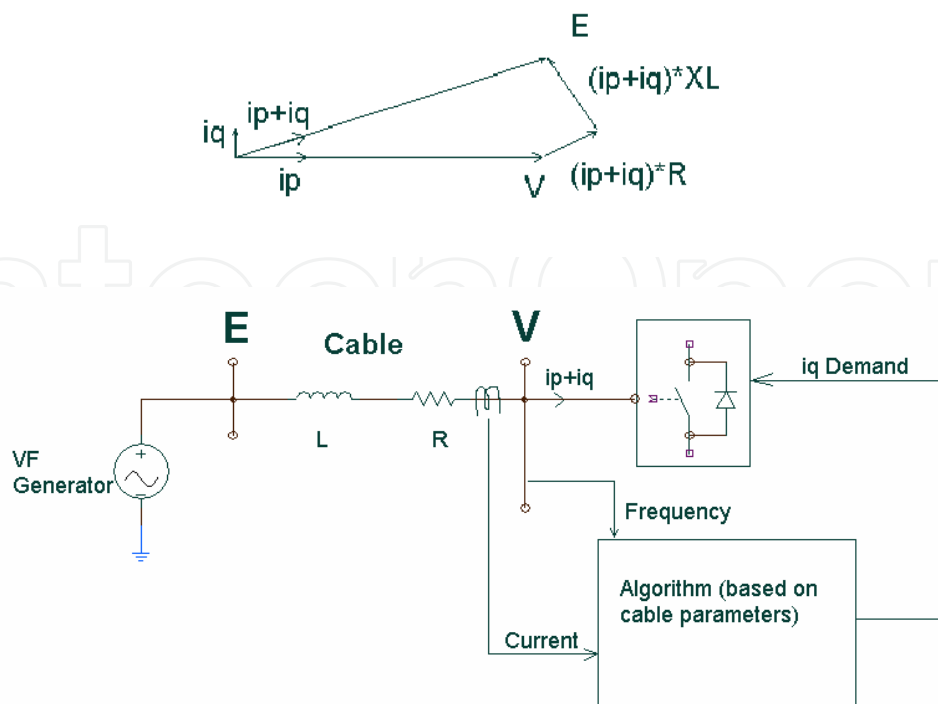 E
(ip+iq)*XL
ip+iq
iq
ip
V
(ip+iq)*R
E
Cable
V
ip+iq
iq Demand
L
R
VF
Generator
Frequency
Algorithm (based on
cable parameters)
Current